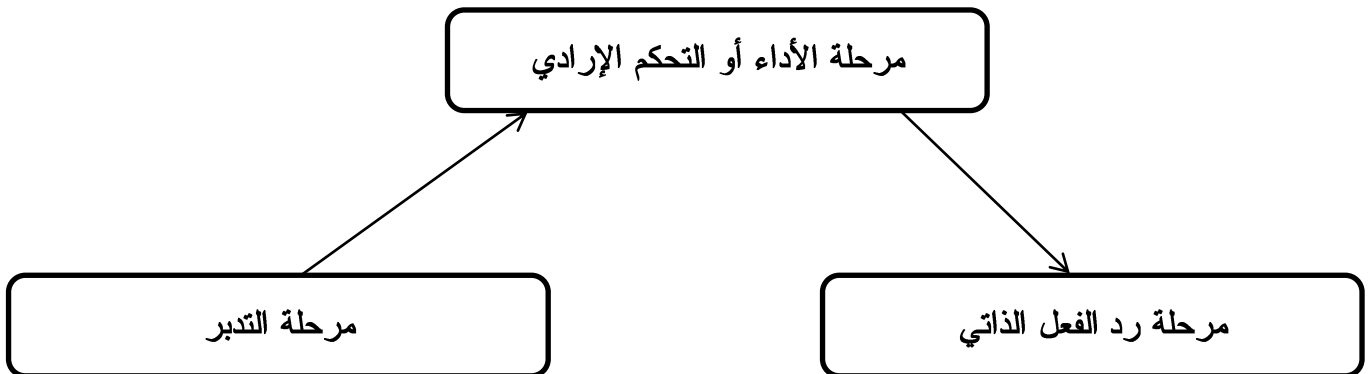 مرحلة الأداء أو التحكم الإرادي
مرحلة رد الفعل الذاتي
مرحلة التدبر